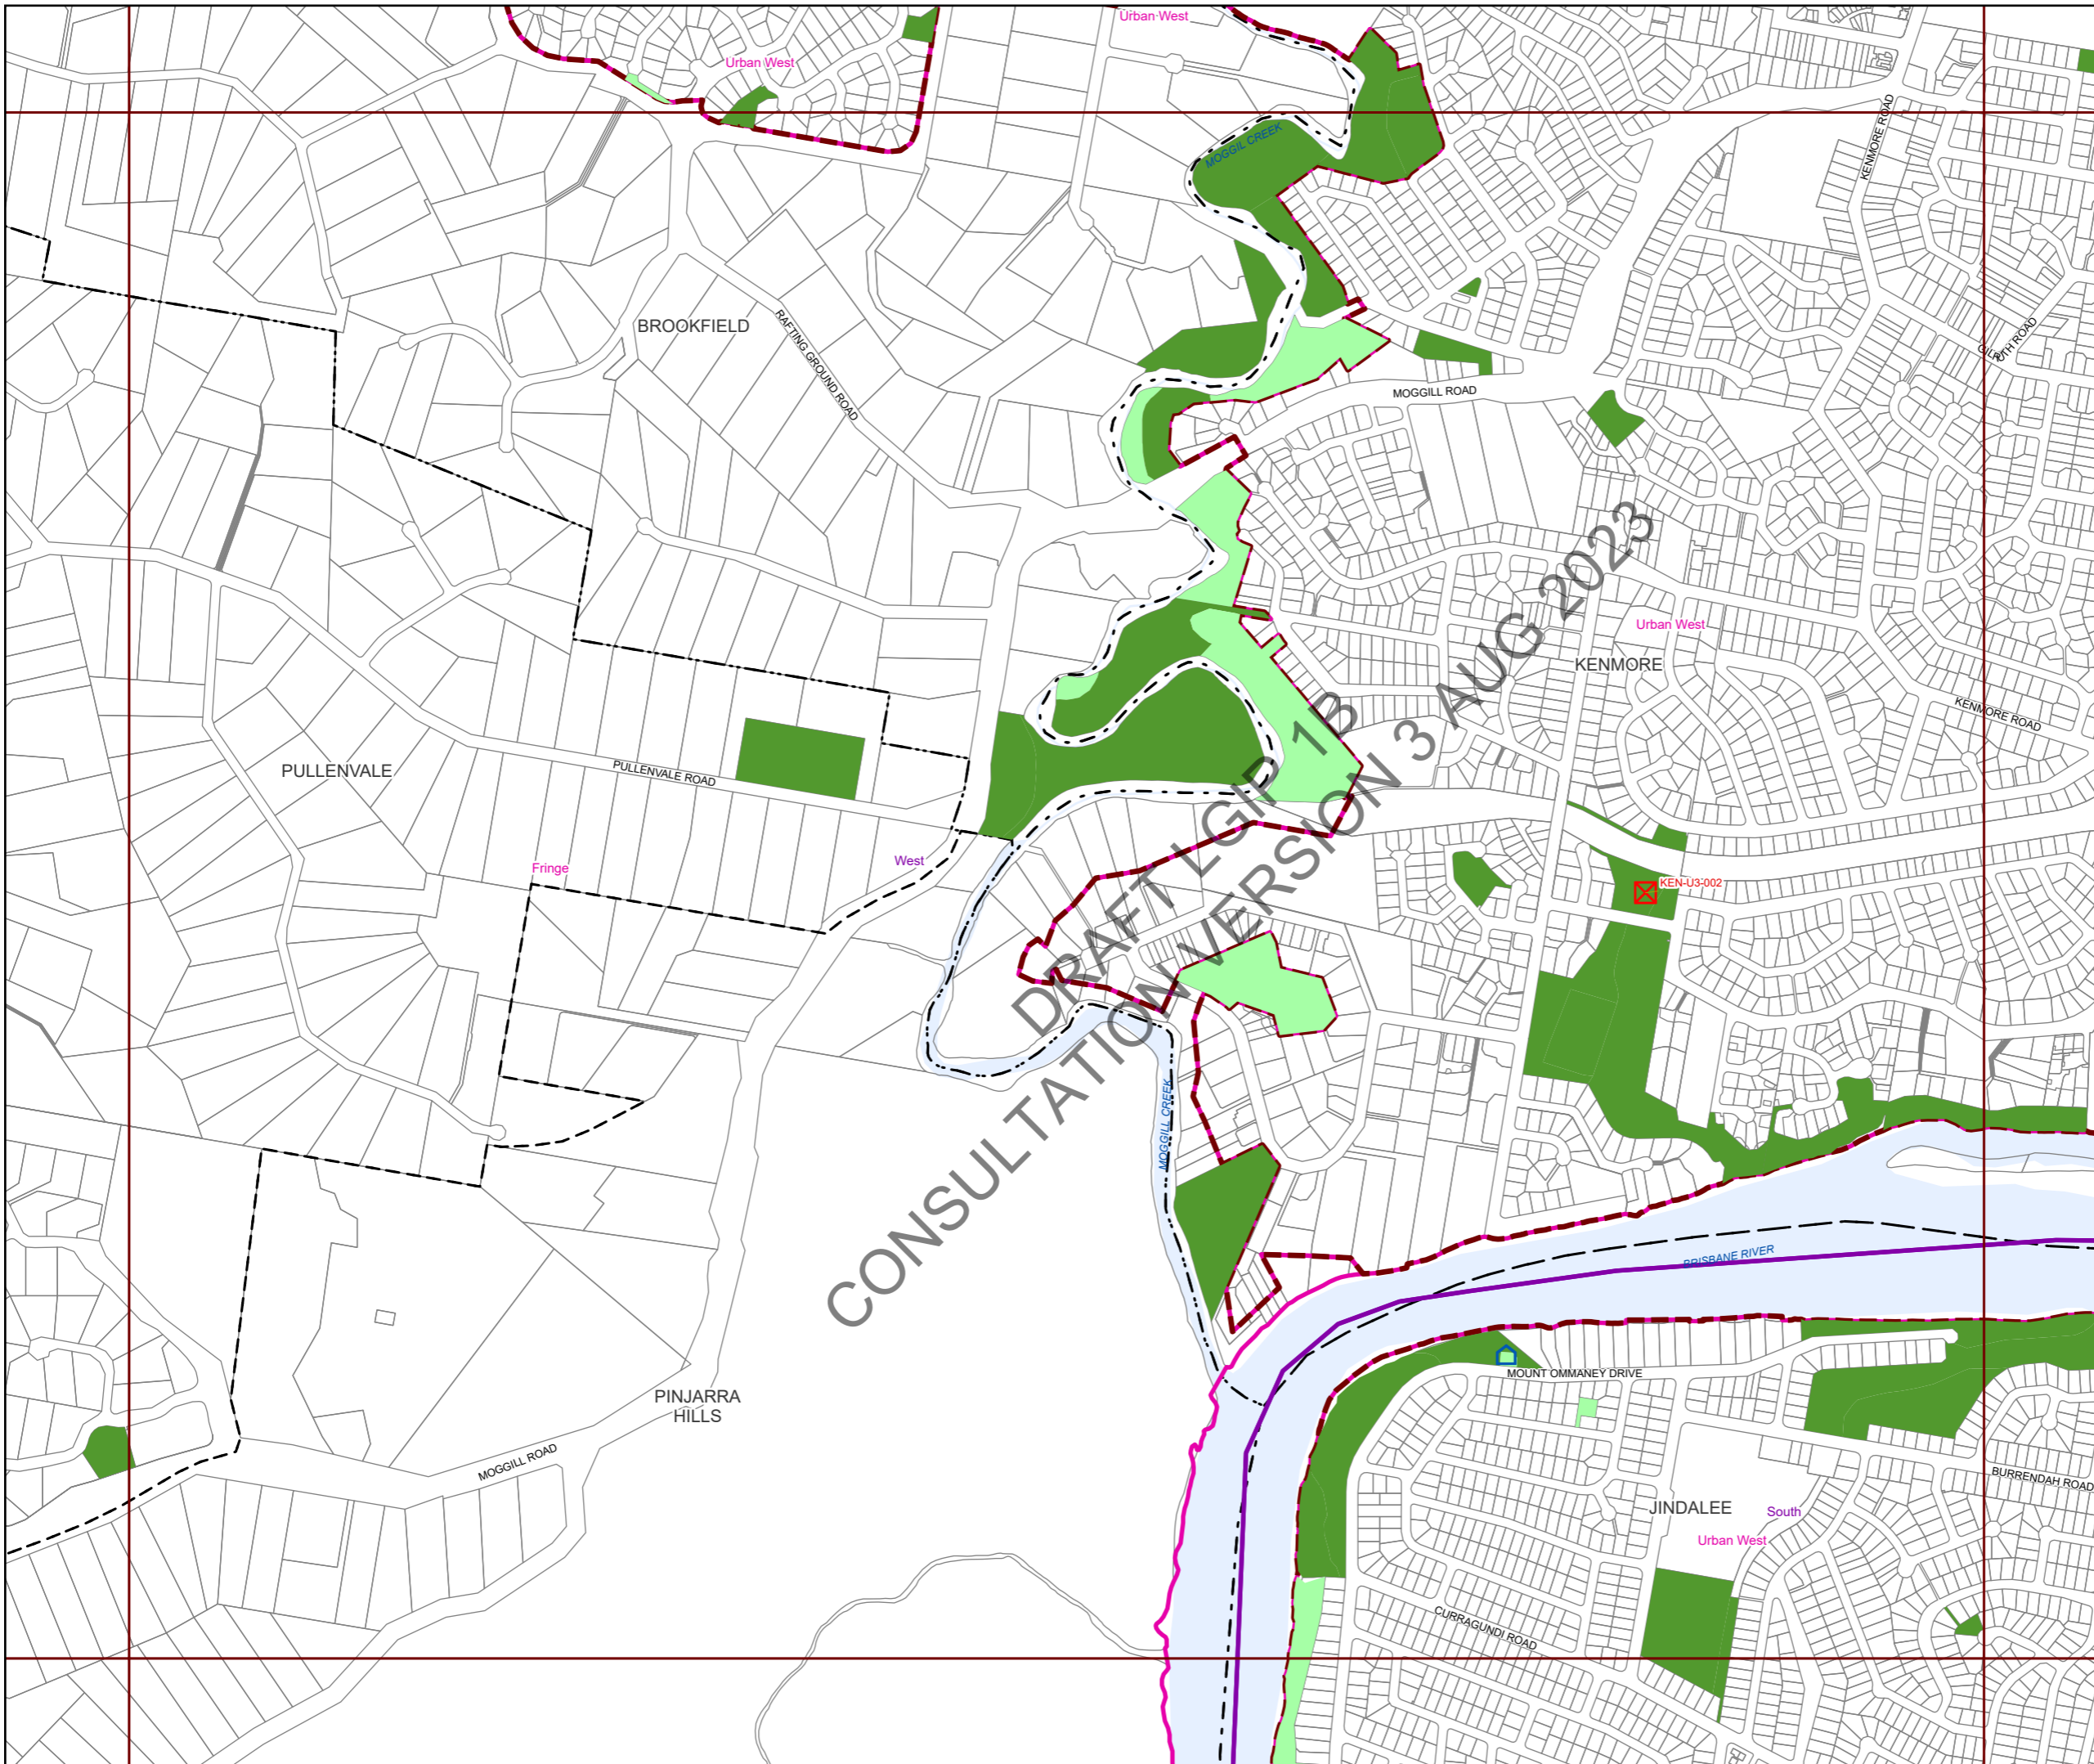 Urban West
Urban West
MOGGIL CREEK
KENMORE ROAD
BROOKFIELD
RAFTING GROUND ROAD
MOGGILL ROAD
UTH ROAD
DRAFT LGIP 1B
CONSULTATION VERSION 3 AUG 2023
Urban West
KENMORE
KENMORE ROAD
PULLENVALE
PULLENVALE ROAD
Fringe
West
KEN-U3-002
MOGGILL CREEK
BRISBANE RIVER
MOUNT OMMANEY DRIVE
PINJARRA
HILLS
MOGGILL ROAD
BURRENDAH ROAD
JINDALEE
South
Urban West
CURRAGUNDI ROAD